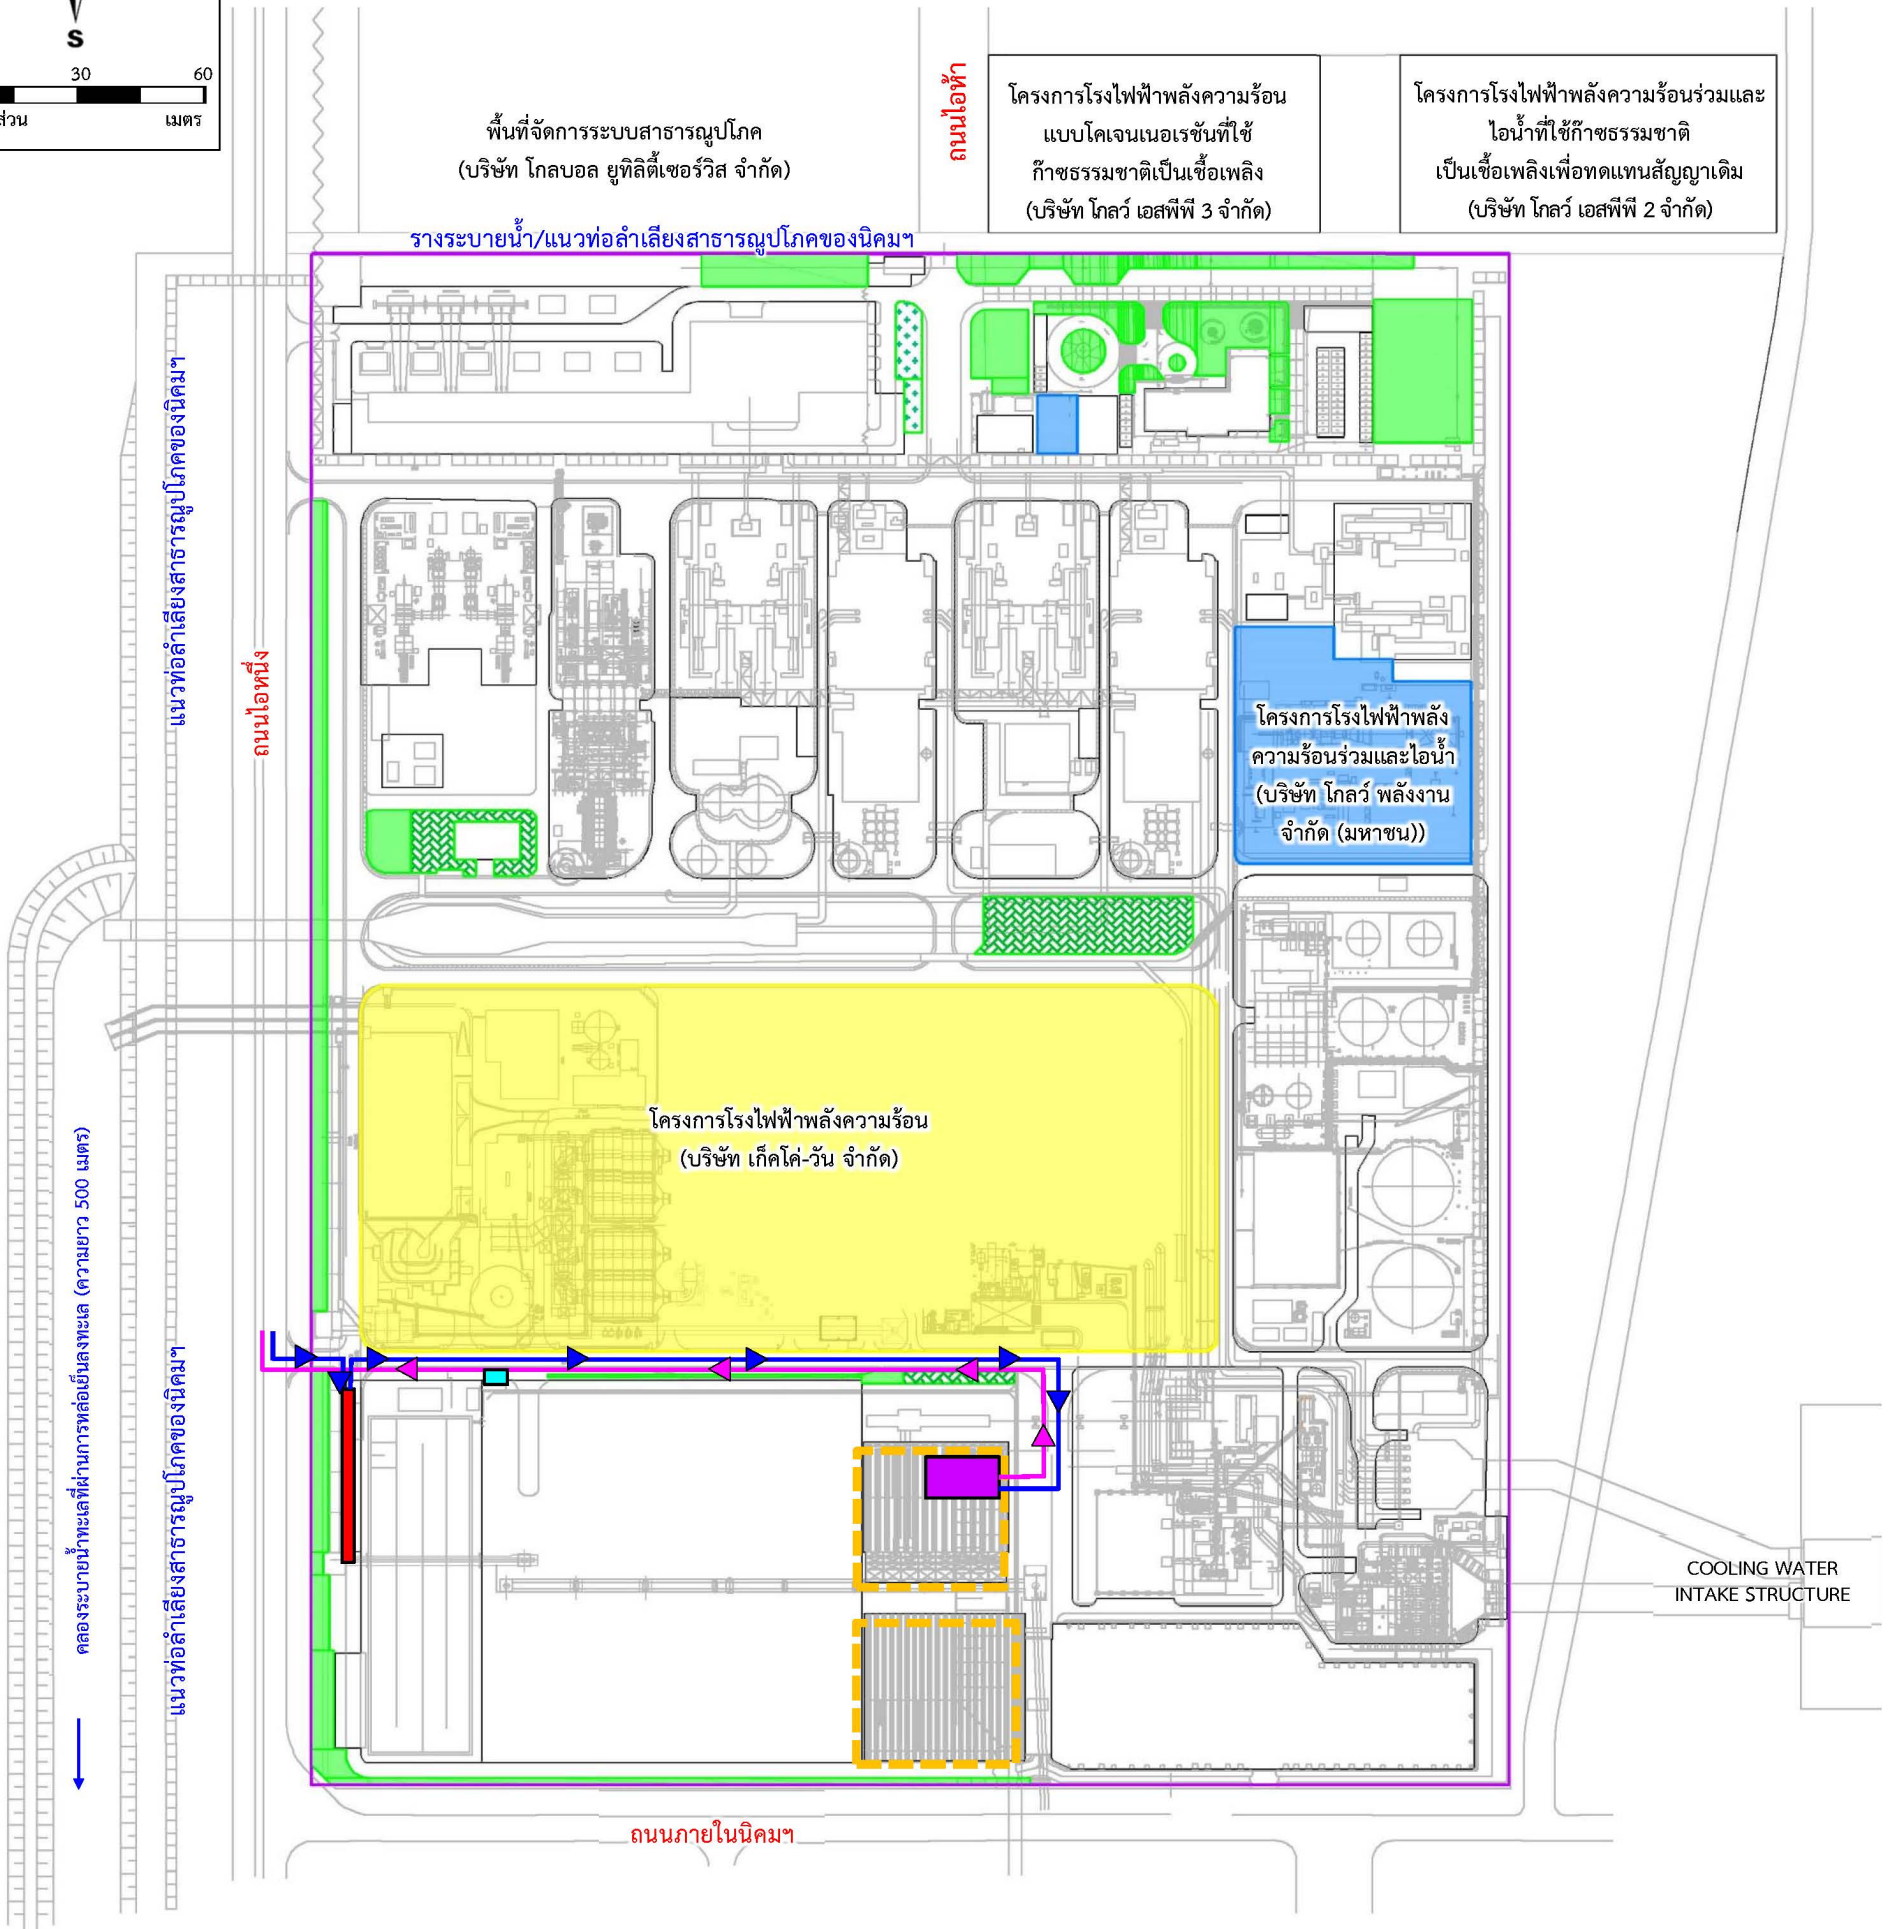 S
30 60
ส่วน เมตร
พื้นที่จัดการระบบสาธารณูปโภค
(บริษัท โกลบอล ยูทิลิตี้เซอร์วิส จำกัด)
ถนนไอห้า
โครงการโรงไฟฟ้าพลังความร้อน
แบบโคเจนเนอเรชันที่ใช้
ก๊าซธรรมชาติเป็นเชื้อเพลิง
(บริษัท โกลว์ เอสพีพี 3 จำกัด)
โครงการโรงไฟฟ้าพลังความร้อนร่วมและ
ไอน้ำที่ใช้ก๊าซธรรมชาติ
เป็นเชื้อเพลิงเพื่อทดแทนสัญญาเดิม
(บริษัท โกลว์ เอสพีพี 2 จำกัด)
รางระบายน้ำ/แนวท่อลำเลียงสาธารณูปโภคของนิคมฯ
แนวท่อลำเลียงสาธารณูปโภคของนิคมฯ
ถนนไอหนึ่ง
โครงการโรงไฟฟ้าพลัง
ความร้อนร่วมและไอน้ำ
(บริษัท โกลว์ พลังงาน
จำกัด (มหาชน))
โครงการโรงไฟฟ้าพลังความร้อน
(บริษัท เก็คโค่-วัน จำกัด)
คลองระบายน้ำทะเลที่ผ่านการหล่อเย็นลงทะเล (ความยาว 500 เมตร)
แนวท่อลำเลียงสาธารณูปโภคของนิคมฯ
COOLING WATER
INTAKE STRUCTURE
ถนนภายในนิคมฯ